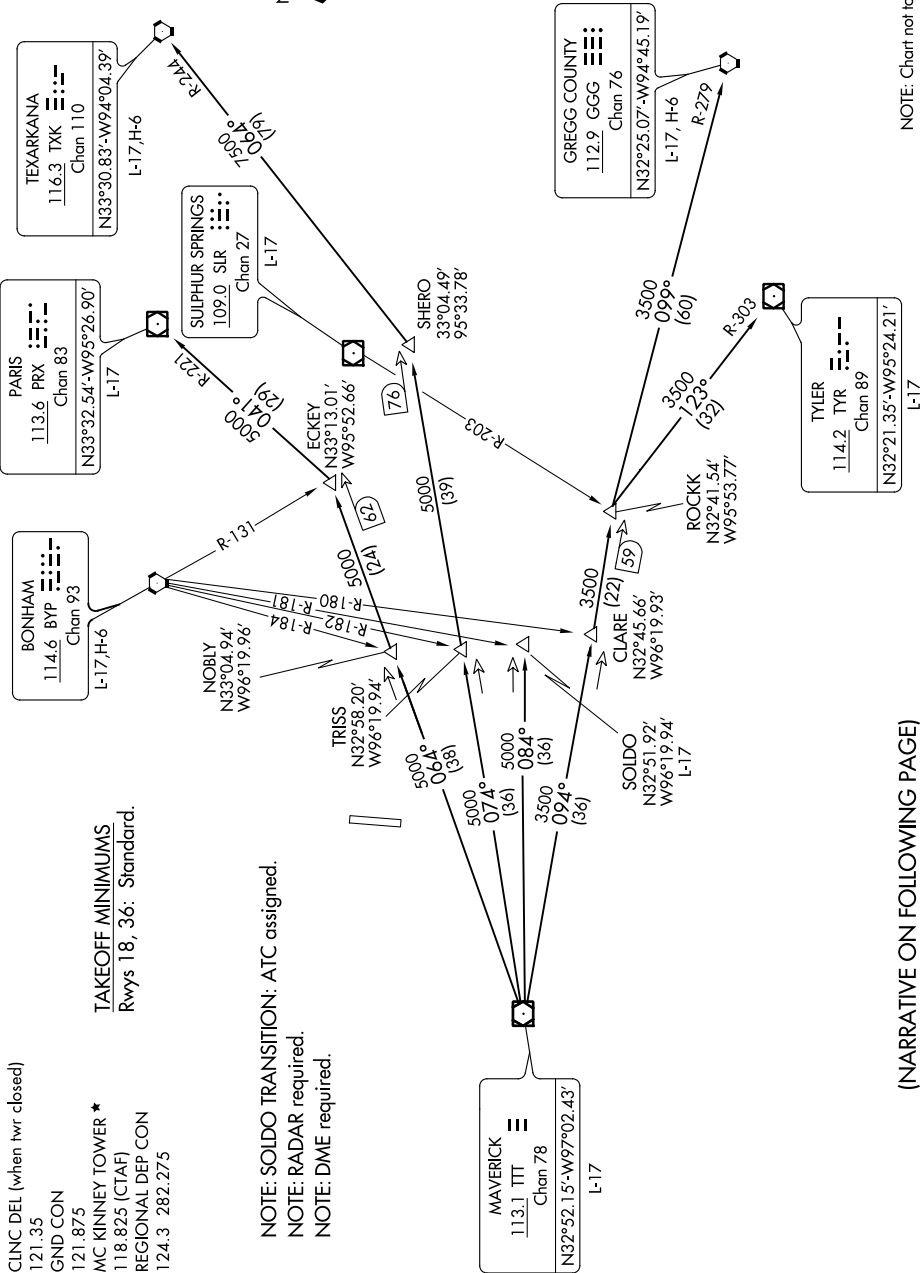 CLNC DEL (when twr closed)
121.35
GND CON
121.875
MC KINNEY TOWER ★
118.825 (CTAF)
REGIONAL DEP CON
124.3 282.275
TAKEOFF MINIMUMS
Rwys 18, 36: Standard.
NOTE: SOLDO TRANSITION: ATC assigned.
NOTE: RADAR required.
NOTE: DME required.
BONHAM
114.6 BYP
Chan 93
L-17,H-6
PARIS
113.6 PRX
Chan 83
N33°32.54'-W95°26.90'
L-17
TEXARKANA
116.3 TXK
Chan 110
N33°30.83'-W94°04.39'
L-17,H-6
SULPHUR SPRINGS
109.0 SLR
Chan 27
L-17
GREGG COUNTY
112.9 GGG
Chan 76
N32°25.07'-W94°45.19'
L-17, H-6
TYLER
114.2 TYR
Chan 89
N32°21.35'-W95°24.21'
L-17
MAVERICK
113.1 TTT
Chan 78
N32°52.15'-W97°02.43'
L-17
NOBLY
N33°04.94'
W96°19.96'
TRISS
N32°58.20'
W96°19.94'
SOLDO
N32°51.92'
W96°19.94'
L-17
CLARE
N32°45.66'
W96°19.93'
ECKEY
N33°13.01'
W95°52.66'
SHERO
33°04.49'
95°33.78'
ROCKK
N32°41.54'
W95°53.77'
R-131
R-180
R-181
R-182
R-184
R-221
R-244
R-203
R-279
R-303
5000
064°
(38)
5000
074°
(36)
5000
084°
(36)
3500
094°
(36)
5000
(24)
62
5000
041°
(29)
5000
(39)
76
7500
064°
(79)
3500
(22)
59
3500
099°
(60)
3500
123°
(32)
(NARRATIVE ON FOLLOWING PAGE)
NOTE: Chart not to